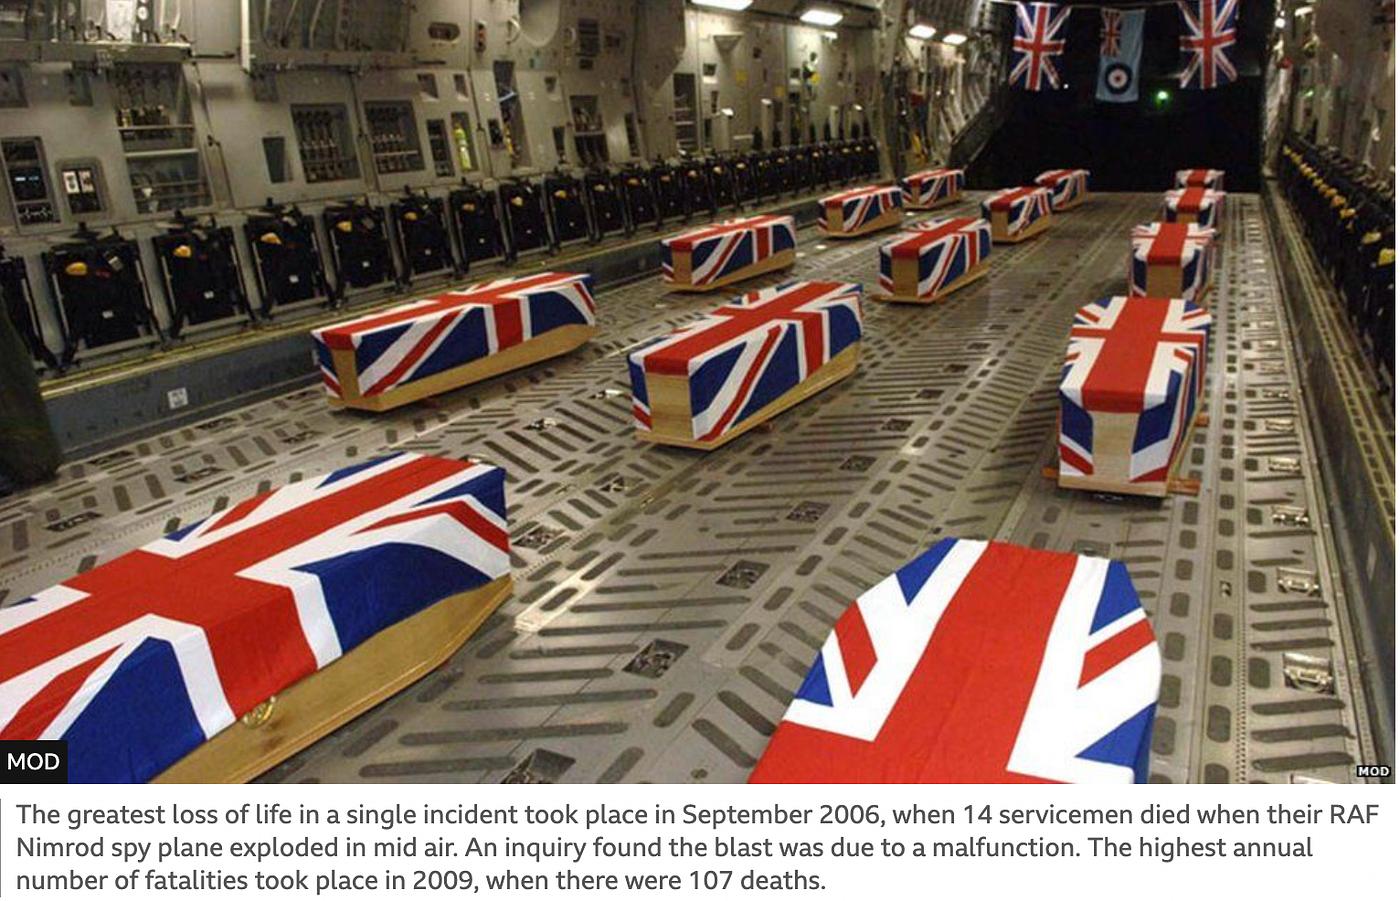 MOD
MOD
The greatest loss of life in a single incident took place in September 2006, when 14 servicemen died when their RAF
Nimrod spy plane exploded in mid air. An inquiry found the blast was due to a malfunction. The highest annual
number of fatalities took place in 2009, when there were 107 deaths.